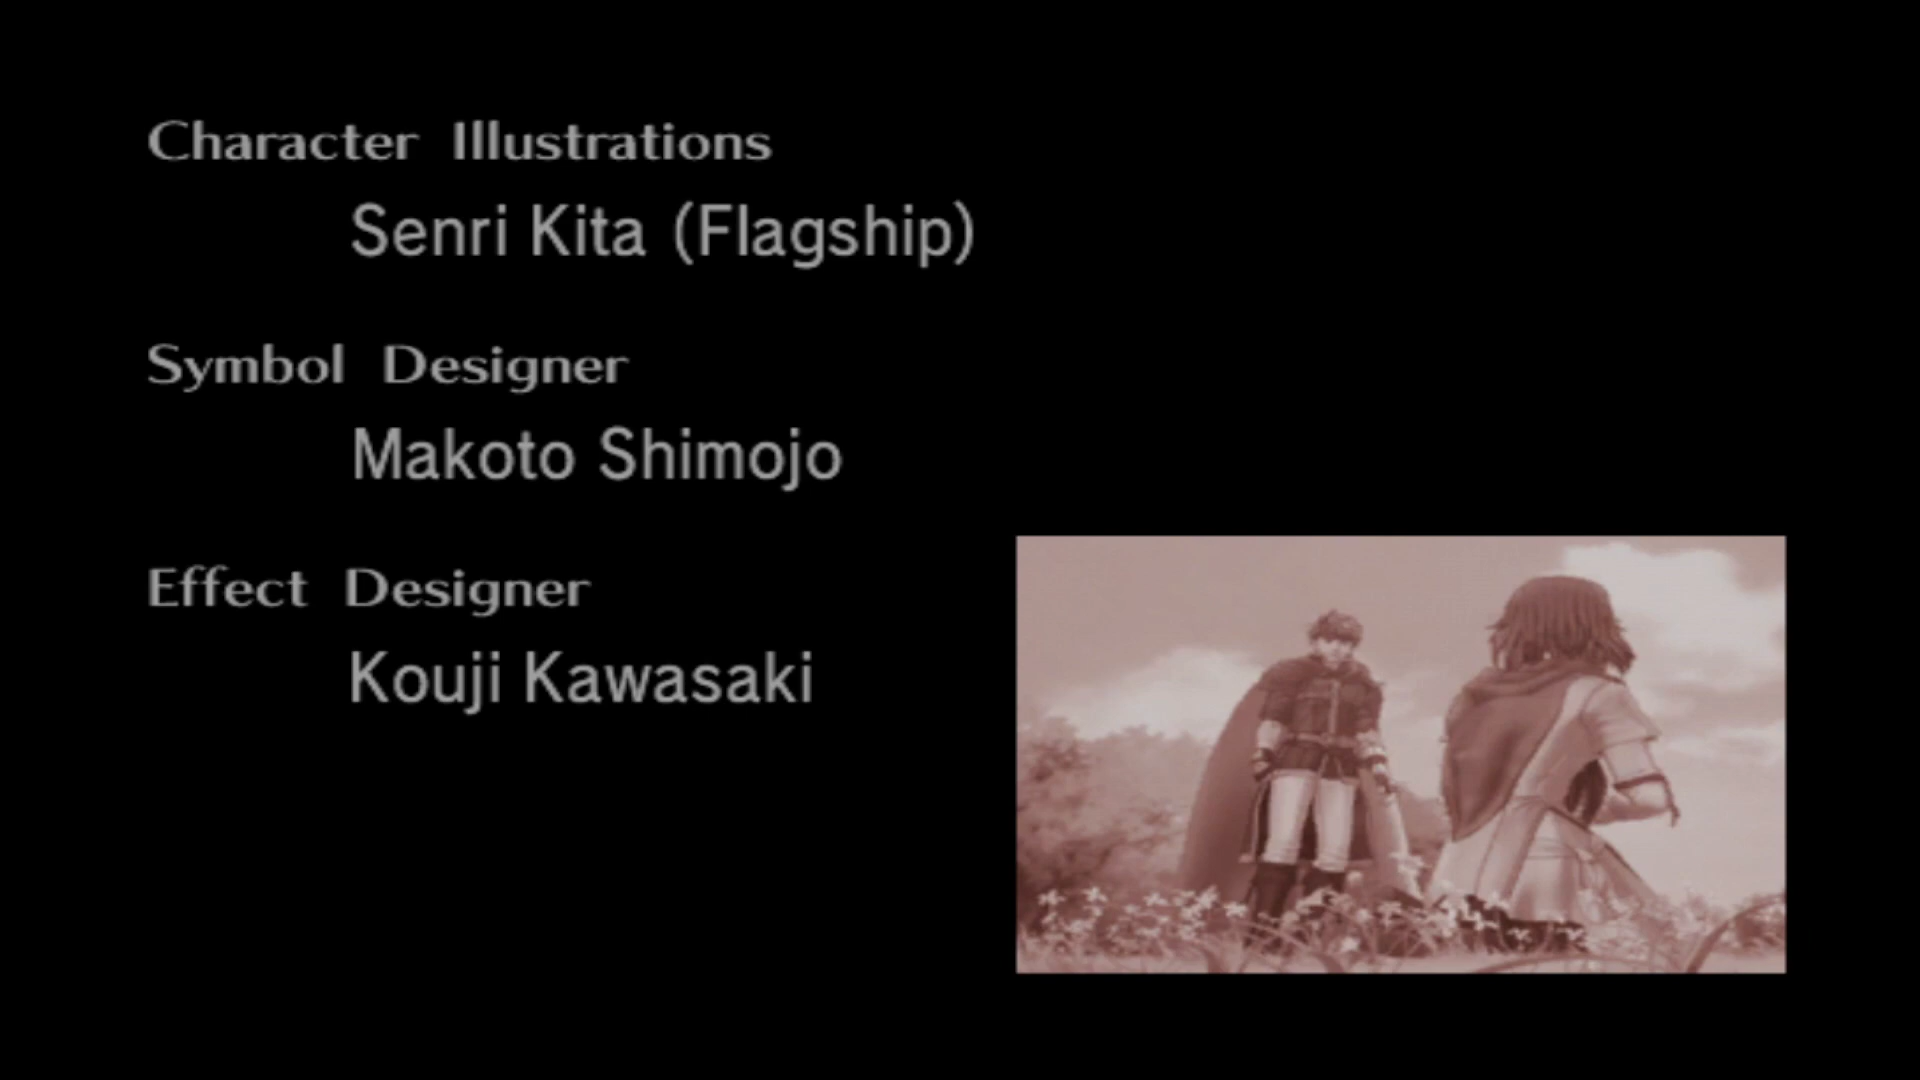 Character Illustrations
Senri Kita (Flagship)
Symbol Designer
Makoto Shimojo
Effect Designer
Kouji Kawasaki